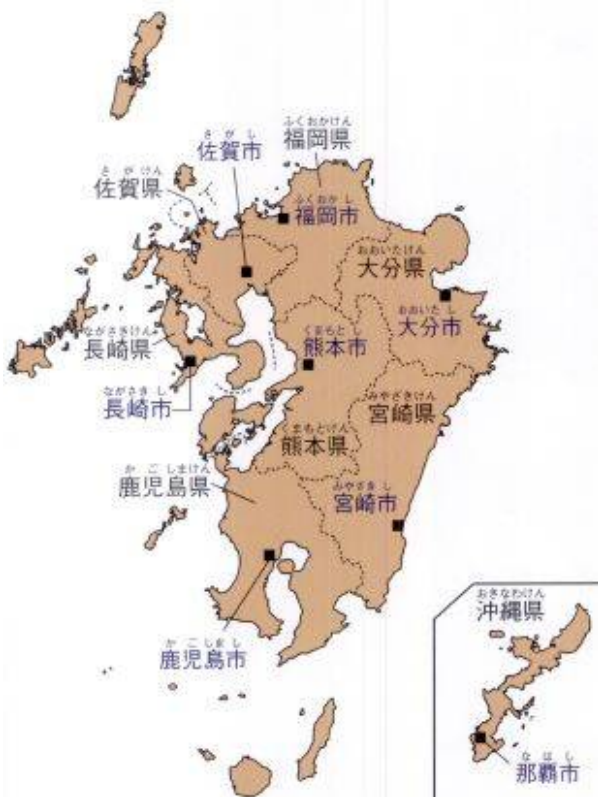 ふくおかけん
福岡県
さがし
佐賀市
さがけん
佐賀県
ふくおかし
福岡市
おおいたけん
大分県
おおいたし
大分市
くまもとし
熊本市
ながさきけん
長崎県
ながさきし
長崎市
みやざきけん
宮崎県
くまもとけん
熊本県
かごしまけん
鹿児島県
みやざきし
宮崎市
かごしまし
鹿児島市
おきなわけん
沖縄県
なはし
那覇市